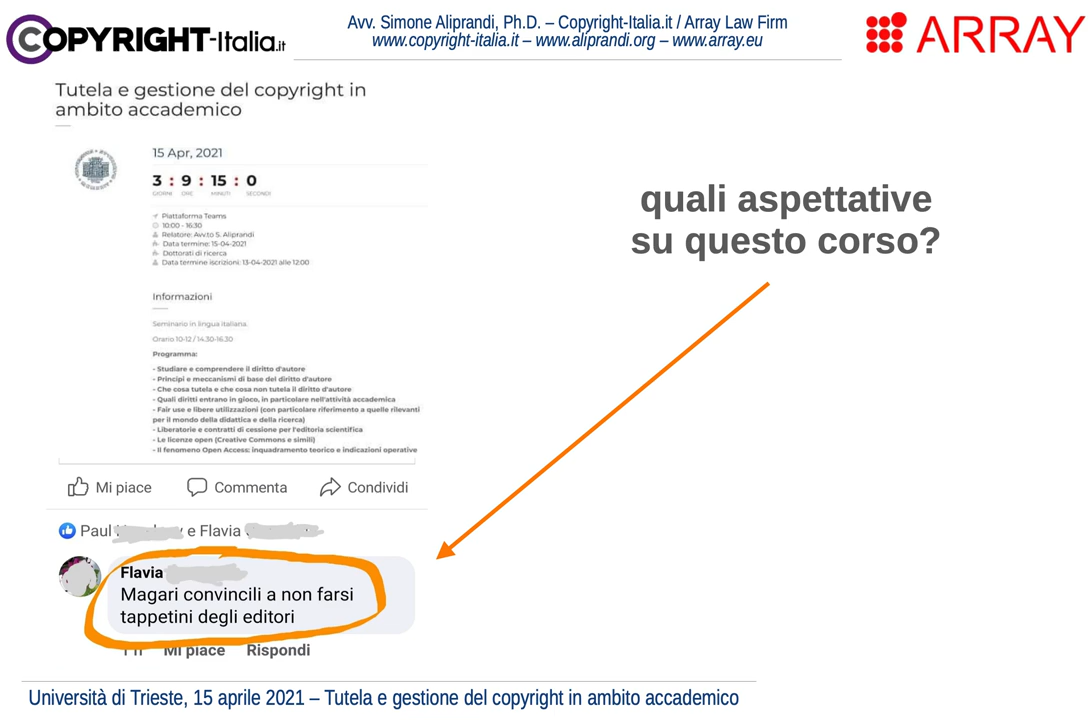 COPYRIGHT-Italia.it
Avv. Simone Aliprandi, Ph.D. – Copyright-Italia.it / Array Law Firm
www.copyright-italia.it – www.aliprandi.org – www.array.eu
ARRAY
Tutela e gestione del copyright in
ambito accademico
15 Apr, 2021
3 : 9 : 15 : 0
GIORNI ORE MINUTI SECONDI
Piattaforma Teams
10:00 - 16:30
Relatore: Avv.to S. Aliprandi
Data termine: 15-04-2021
Dottorati di ricerca
Data termine iscrizioni: 13-04-2021 alle 12:00
Informazioni
Seminario in lingua italiana.
Orario 10-12 / 14.30-16.30
Programma:
- Studiare e comprendere il diritto d'autore
- Principi e meccanismi di base del diritto d'autore
- Che cosa tutela e che cosa non tutela il diritto d'autore
- Quali diritti entrano in gioco, in particolare nell'attività accademica
- Fair use e libere utilizzazioni (con particolare riferimento a quelle rilevanti
per il mondo della didattica e della ricerca)
- Liberatorie e contratti di cessione per l'editoria scientifica
- Le licenze open (Creative Commons e simili)
- Il fenomeno Open Access: inquadramento teorico e indicazioni operative
Mi piace Commenta Condividi
Paul e Flavia
Flavia
Magari convincili a non farsi
tappetini degli editori
Mi piace Rispondi
quali aspettative
su questo corso?
Università di Trieste, 15 aprile 2021 – Tutela e gestione del copyright in ambito accademico